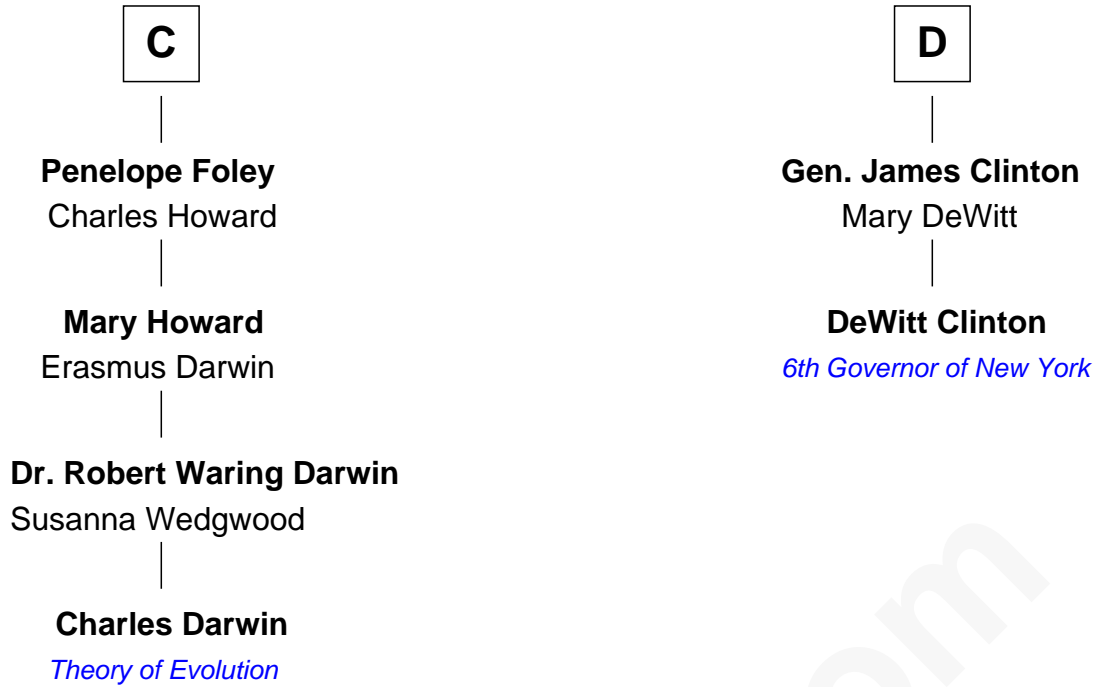 C
Penelope Foley
Charles Howard
Mary Howard
Erasmus Darwin
Dr. Robert Waring Darwin
Susanna Wedgwood
Charles Darwin
Theory of Evolution
D
Gen. James Clinton
Mary DeWitt
DeWitt Clinton
6th Governor of New York
om